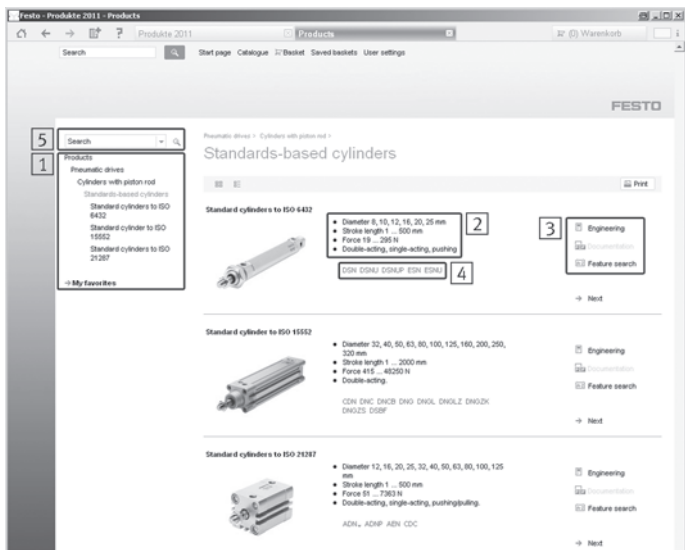 Festo - Produkte 2011 - Products
Produkte 2011
Products
(0) Warenkorb
Search
Start page Catalogue Basket Saved baskets User settings
FESTO
5
Search
1
Products
Pneumatic drives
Cylinders with piston rod
Standards-based cylinders
Standard cylinders to ISO
6432
Standard cylinder to ISO
15552
Standard cylinders to ISO
21287
→ My favorites
Pneumatic drives › Cylinders with piston rod ›
Standards-based cylinders
Print
Standard cylinders to ISO 6432
• Diameter 8, 10, 12, 16, 20, 25 mm
• Stroke length 1 ... 500 mm
• Force 19 ... 295 N
• Double-acting, single-acting, pushing
2
DSN DSNU DSNUP ESN ESNU
4
3
Engineering
Documentation
Feature search
→ Next
Standard cylinder to ISO 15552
• Diameter 32, 40, 50, 63, 80, 100, 125, 160, 200, 250,
320 mm
• Stroke length 1 ... 2000 mm
• Force 415 ... 48250 N
• Double-acting.
CDN DNC DNCB DNG DNGL DNGLZ DNGZK
DNGZS DSBF
Engineering
Documentation
Feature search
→ Next
Standard cylinders to ISO 21287
• Diameter 12, 16, 20, 25, 32, 40, 50, 63, 80, 100, 125
mm
• Stroke length 1 ... 500 mm
• Force 51 ... 7363 N
• Double-acting, single-acting, pushing/pulling.
ADN, ADNP AEN CDC
Engineering
Documentation
Feature search
→ Next